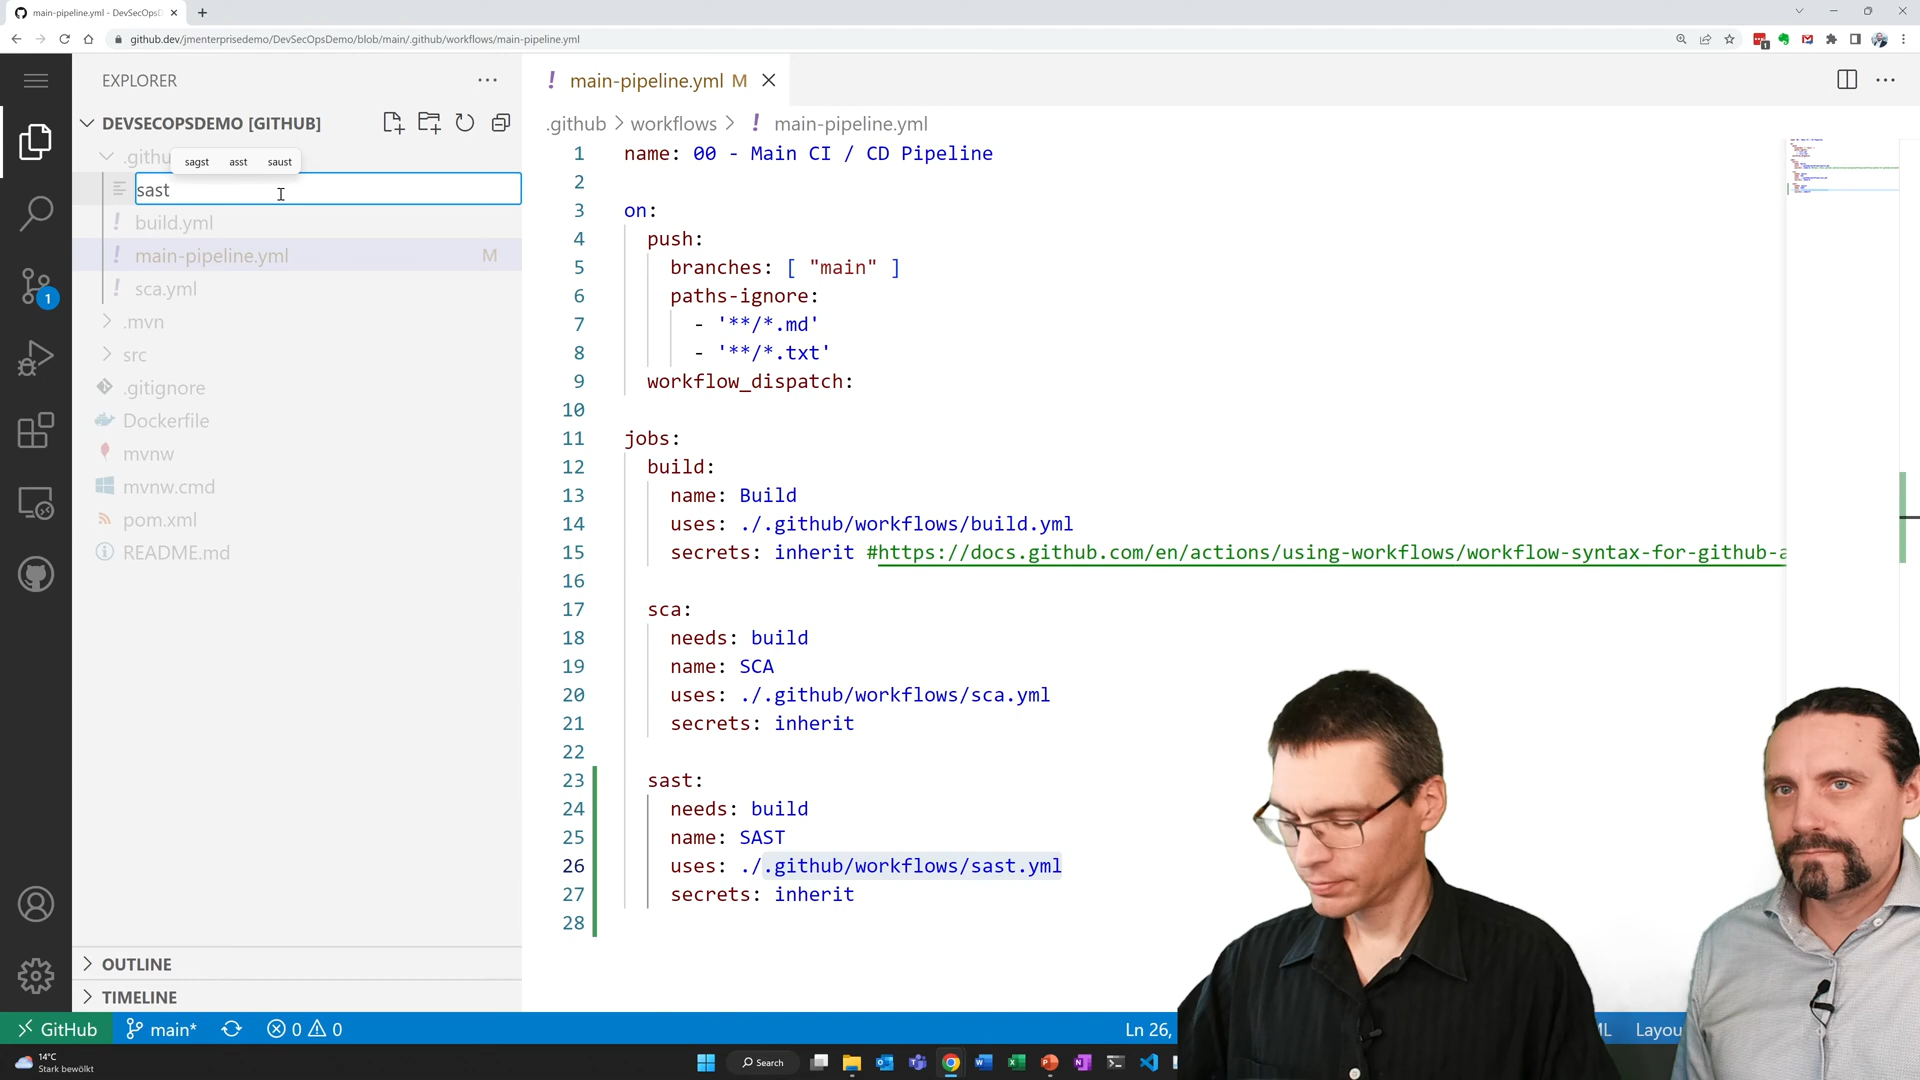 main-pipeline.yml - DevSecOpsD
github.dev/jmenterprisedemo/DevSecOpsDemo/blob/main/.github/workflows/main-pipeline.yml
EXPLORER
DEVSECOPSDEMO [GITHUB]
.githu
sagst asst saust
sast
build.yml
main-pipeline.yml M
sca.yml
.mvn
src
.gitignore
Dockerfile
mvnw
mvnw.cmd
pom.xml
README.md
OUTLINE
TIMELINE
1
main-pipeline.yml M
.github > workflows > ! main-pipeline.yml
1 name: 00 - Main CI / CD Pipeline
2
3 on:
4 push:
5 branches: [ "main" ]
6 paths-ignore:
7 - '**/*.md'
8 - '**/*.txt'
9 workflow_dispatch:
10
11 jobs:
12 build:
13 name: Build
14 uses: ./.github/workflows/build.yml
15 secrets: inherit #https://docs.github.com/en/actions/using-workflows/workflow-syntax-for-github-a
16
17 sca:
18 needs: build
19 name: SCA
20 uses: ./.github/workflows/sca.yml
21 secrets: inherit
22
23 sast:
24 needs: build
25 name: SAST
26 uses: ./.github/workflows/sast.yml
27 secrets: inherit
28
GitHub main* 0 0 Ln 26, ML Layou
14°C
Stark bewölkt
Search